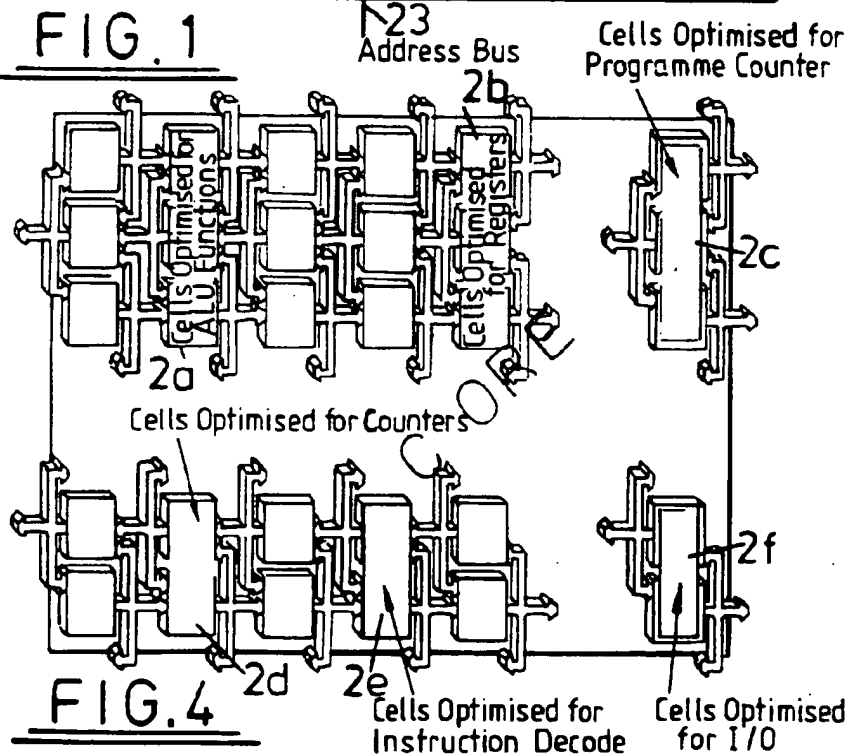 FIG.1
23
Address Bus
Cells Optimised for
Programme Counter
2b
Cells Optimised for
ALU Functions
Cells Optimised
for Registers
2c
2a
CORE
Cells Optimised for Counters
2f
2d
2e
FIG.4
Cells Optimised for
Instruction Decode
Cells Optimised
for I/O